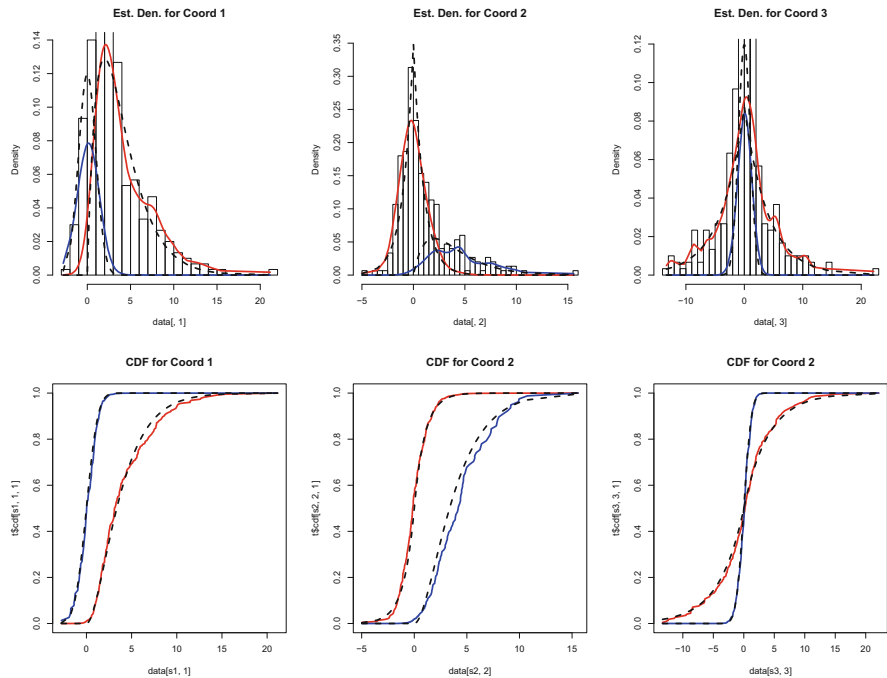 Est. Den. for Coord 1
Est. Den. for Coord 2
Est. Den. for Coord 3
Density
0.00 0.02 0.04 0.06 0.08 0.10 0.12 0.14
0 5 10 15 20
data[, 1]
Density
0.00 0.05 0.10 0.15 0.20 0.25 0.30 0.35
−5 0 5 10 15
data[, 2]
Density
0.00 0.02 0.04 0.06 0.08 0.10 0.12
−10 0 10 20
data[, 3]
CDF for Coord 1
CDF for Coord 2
CDF for Coord 2
t$cdf[s1, 1, 1]
0.0 0.2 0.4 0.6 0.8 1.0
0 5 10 15 20
data[s1, 1]
t$cdf[s2, 2, 1]
0.0 0.2 0.4 0.6 0.8 1.0
−5 0 5 10 15
data[s2, 2]
t$cdf[s3, 3, 1]
0.0 0.2 0.4 0.6 0.8 1.0
−10 −5 0 5 10 15 20
data[s3, 3]